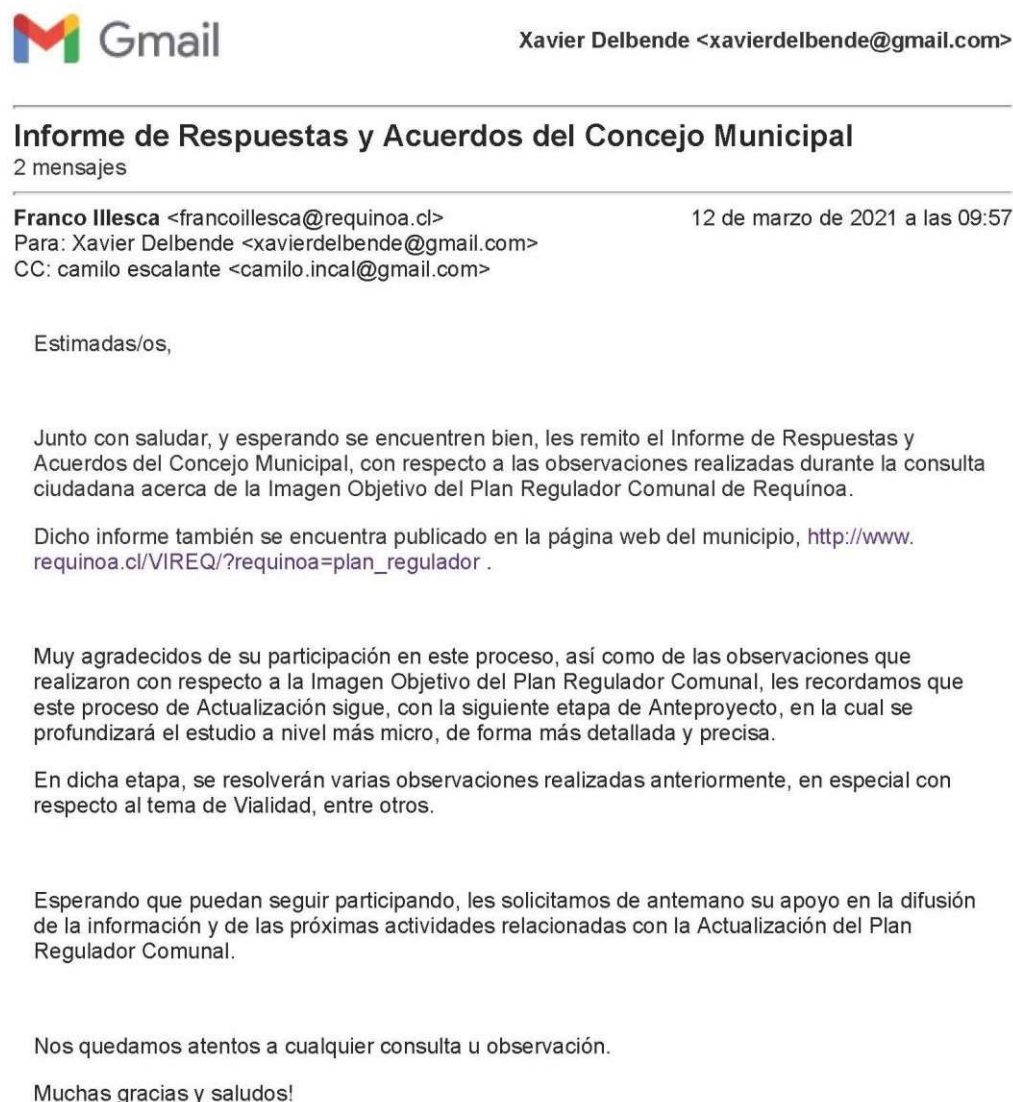 Gmail
Xavier Delbende <xavierdelbende@gmail.com>
Informe de Respuestas y Acuerdos del Concejo Municipal
2 mensajes
Franco Illesca <francoillesca@requinoa.cl>
12 de marzo de 2021 a las 09:57
Para: Xavier Delbende <xavierdelbende@gmail.com>
CC: camilo escalante <camilo.incal@gmail.com>
Estimadas/os,
Junto con saludar, y esperando se encuentren bien, les remito el Informe de Respuestas y
Acuerdos del Concejo Municipal, con respecto a las observaciones realizadas durante la consulta
ciudadana acerca de la Imagen Objetivo del Plan Regulador Comunal de Requínoa.
Dicho informe también se encuentra publicado en la página web del municipio, http://www.
requinoa.cl/VIREQ/?requinoa=plan_regulador .
Muy agradecidos de su participación en este proceso, así como de las observaciones que
realizaron con respecto a la Imagen Objetivo del Plan Regulador Comunal, les recordamos que
este proceso de Actualización sigue, con la siguiente etapa de Anteproyecto, en la cual se
profundizará el estudio a nivel más micro, de forma más detallada y precisa.
En dicha etapa, se resolverán varias observaciones realizadas anteriormente, en especial con
respecto al tema de Vialidad, entre otros.
Esperando que puedan seguir participando, les solicitamos de antemano su apoyo en la difusión
de la información y de las próximas actividades relacionadas con la Actualización del Plan
Regulador Comunal.
Nos quedamos atentos a cualquier consulta u observación.
Muchas gracias y saludos!